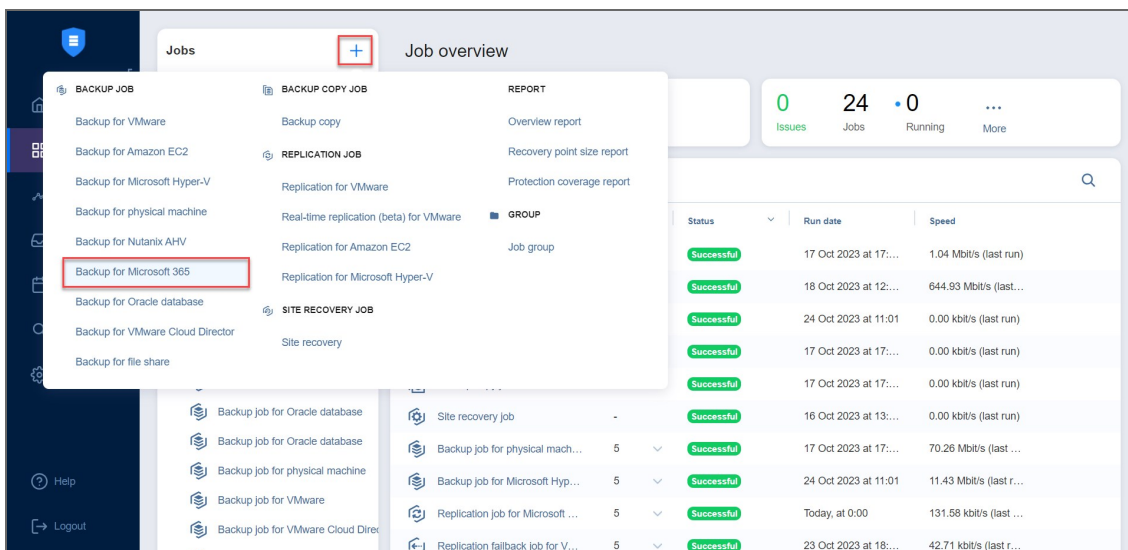 Jobs
+
Job overview
BACKUP JOB
Backup for VMware
Backup for Amazon EC2
Backup for Microsoft Hyper-V
Backup for physical machine
Backup for Nutanix AHV
Backup for Microsoft 365
Backup for Oracle database
Backup for VMware Cloud Director
Backup for file share
BACKUP COPY JOB
Backup copy
REPLICATION JOB
Replication for VMware
Real-time replication (beta) for VMware
Replication for Amazon EC2
Replication for Microsoft Hyper-V
SITE RECOVERY JOB
Site recovery
REPORT
Overview report
Recovery point size report
Protection coverage report
GROUP
Job group
0 24 • 0 ...
Issues Jobs Running More
Status Run date Speed
Successful 17 Oct 2023 at 17:... 1.04 Mbit/s (last run)
Successful 18 Oct 2023 at 12:... 644.93 Mbit/s (last...
Successful 24 Oct 2023 at 11:01 0.00 kbit/s (last run)
Successful 17 Oct 2023 at 17:... 0.00 kbit/s (last run)
Successful 17 Oct 2023 at 17:... 0.00 kbit/s (last run)
Site recovery job - Successful 16 Oct 2023 at 13:... 0.00 kbit/s (last run)
Backup job for physical mach... 5 Successful 17 Oct 2023 at 17:... 70.26 Mbit/s (last ...
Backup job for Microsoft Hyp... 5 Successful 24 Oct 2023 at 11:01 11.43 Mbit/s (last r...
Replication job for Microsoft ... 5 Successful Today, at 0:00 131.58 kbit/s (last ...
Replication failback job for V... 5 Successful 23 Oct 2023 at 18:... 42.71 kbit/s (last r...
Backup job for Oracle database
Backup job for Oracle database
Backup job for physical machine
Backup job for VMware
Backup job for VMware Cloud Direc
Help
Logout